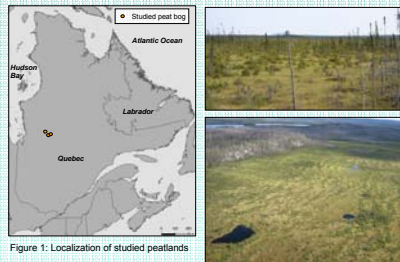 Studied peat bog
Atlantic Ocean
Hudson
Bay
Labrador
Quebec
Figure 1: Localization of studied peatlands